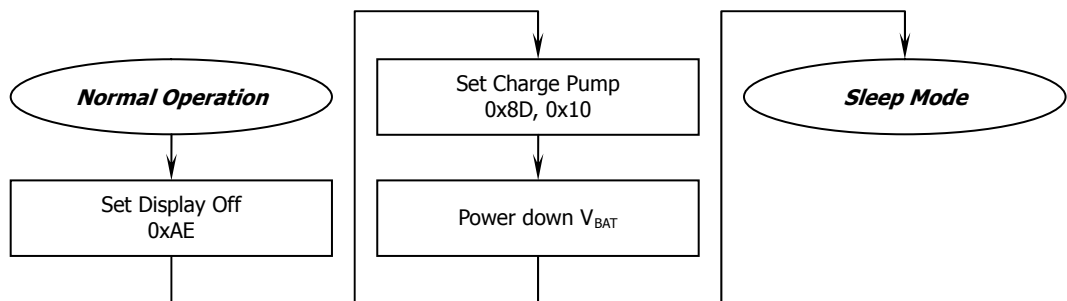 Normal Operation
Set Display Off
0xAE
Set Charge Pump
0x8D, 0x10
Power down VBAT
Sleep Mode